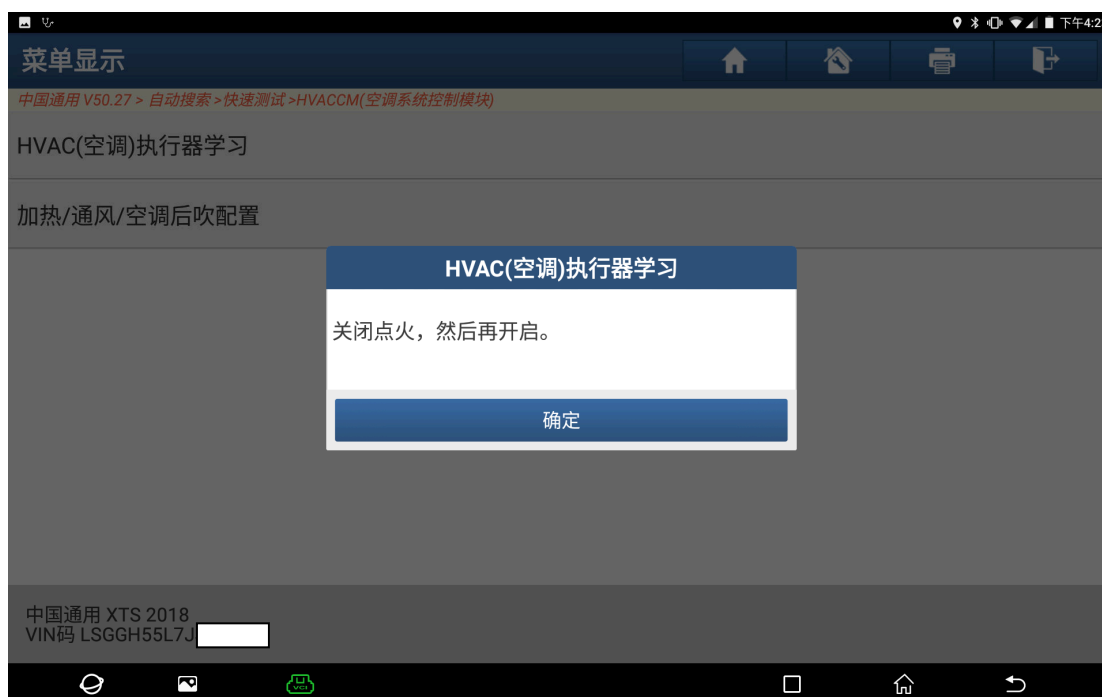 下午4:2
菜单显示
中国通用 V50.27 > 自动搜索 > 快速测试 >HVACCM(空调系统控制模块)
HVAC(空调)执行器学习
加热/通风/空调后吹配置
HVAC(空调)执行器学习
关闭点火，然后再开启。
确定
中国通用 XTS 2018
VIN码 LSGGH55L7J
VCI